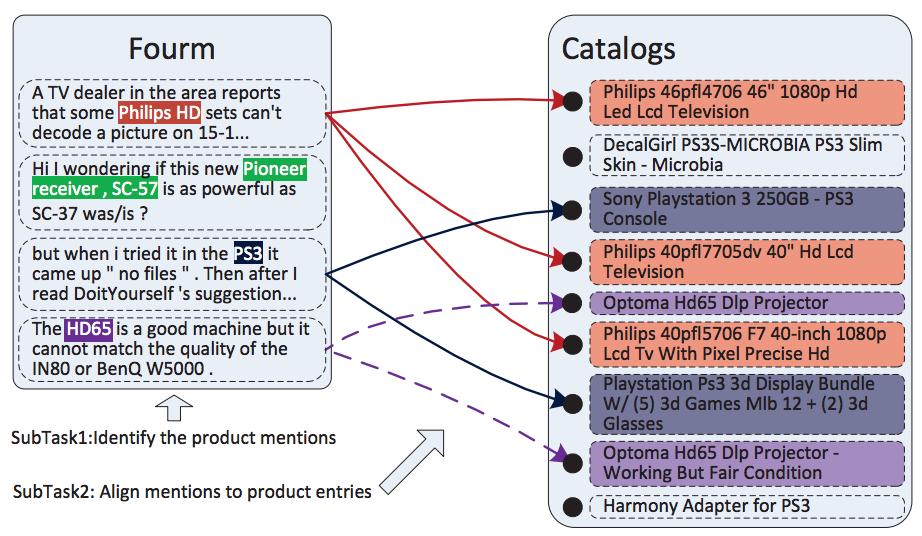 Fourm
A TV dealer in the area reports
that some Philips HD sets can't
decode a picture on 15-1...
Hi I wondering if this new Pioneer
receiver , SC-57 is as powerful as
SC-37 was/is ?
but when i tried it in the PS3 it
came up " no files " . Then after I
read DoitYourself 's suggestion...
The HD65 is a good machine but it
cannot match the quality of the
IN80 or BenQ W5000 .
SubTask1:Identify the product mentions
SubTask2: Align mentions to product entries
Catalogs
Philips 46pfl4706 46" 1080p Hd
Led Lcd Television
DecalGirl PS3S-MICROBIA PS3 Slim
Skin - Microbia
Sony Playstation 3 250GB - PS3
Console
Philips 40pfl7705dv 40" Hd Lcd
Television
Optoma Hd65 Dlp Projector
Philips 40pfl5706 F7 40-inch 1080p
Lcd Tv With Pixel Precise Hd
Playstation Ps3 3d Display Bundle
W/ (5) 3d Games Mlb 12 + (2) 3d
Glasses
Optoma Hd65 Dlp Projector -
Working But Fair Condition
Harmony Adapter for PS3